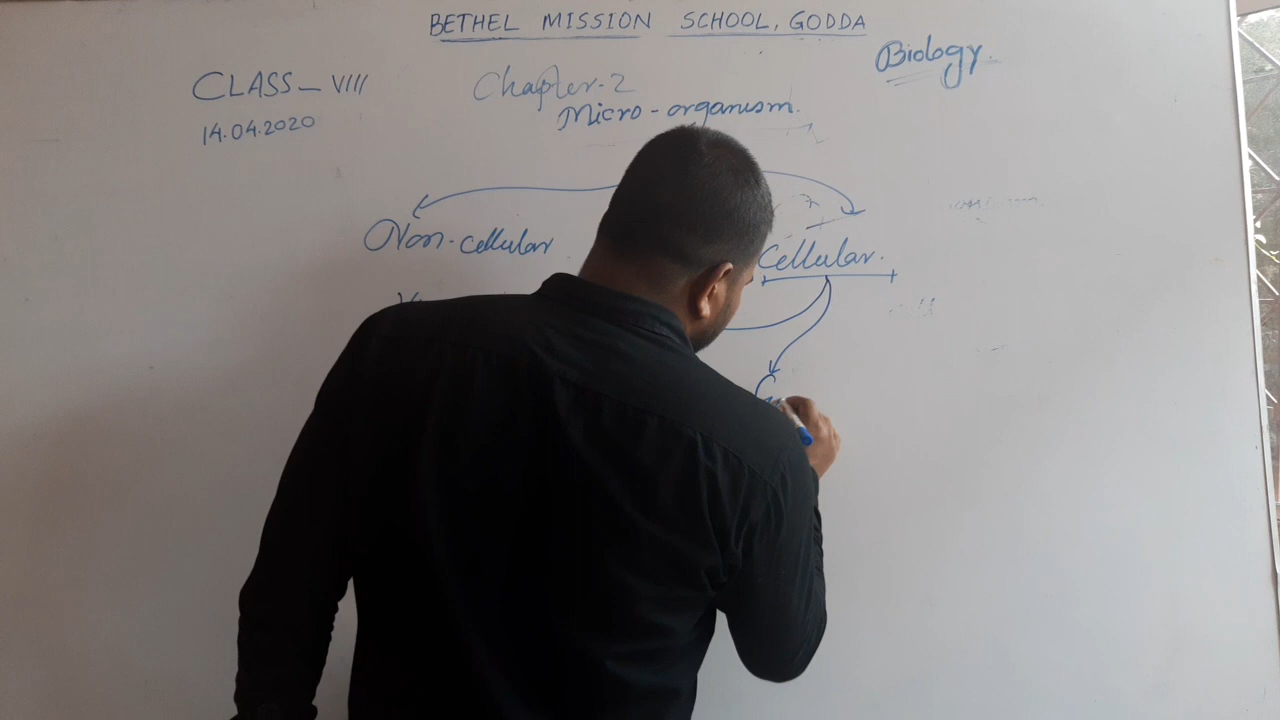 BETHEL MISSION SCHOOL, GODDA
Biology.
CLASS - VIII
Chapter-2
Micro-organism.
14.04.2020
Non-cellular
Cellular.